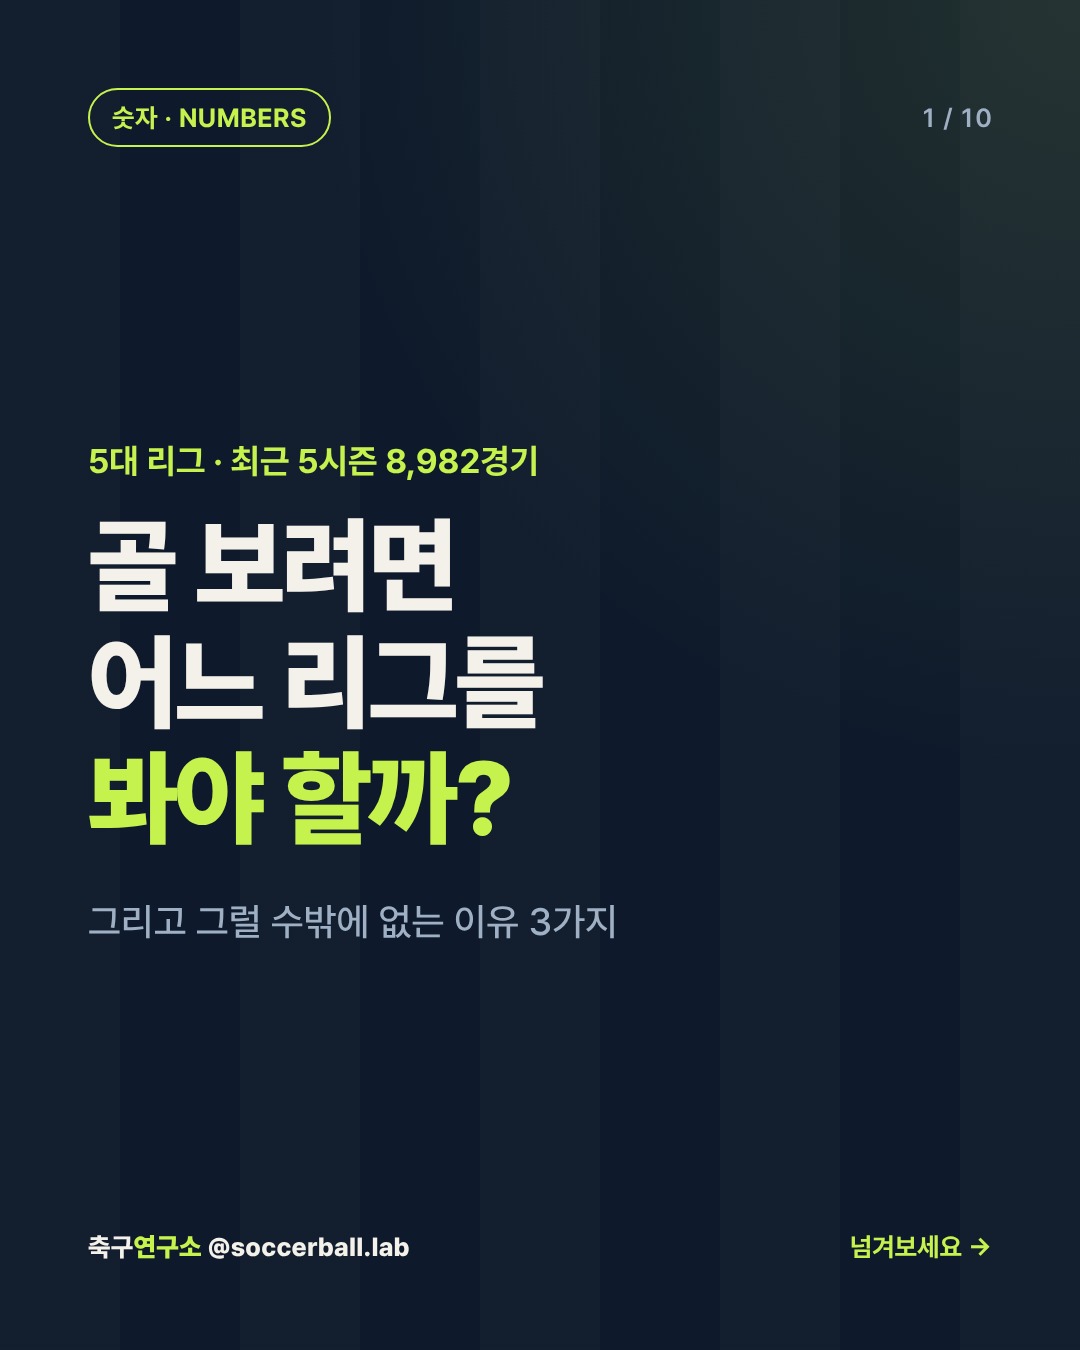 숫자 · NUMBERS
1 / 10
5대 리그 · 최근 5시즌 8,982경기
골 보려면
어느 리그를
봐야 할까?
그리고 그럴 수밖에 없는 이유 3가지
축구연구소 @soccerball.lab
넘겨보세요 →